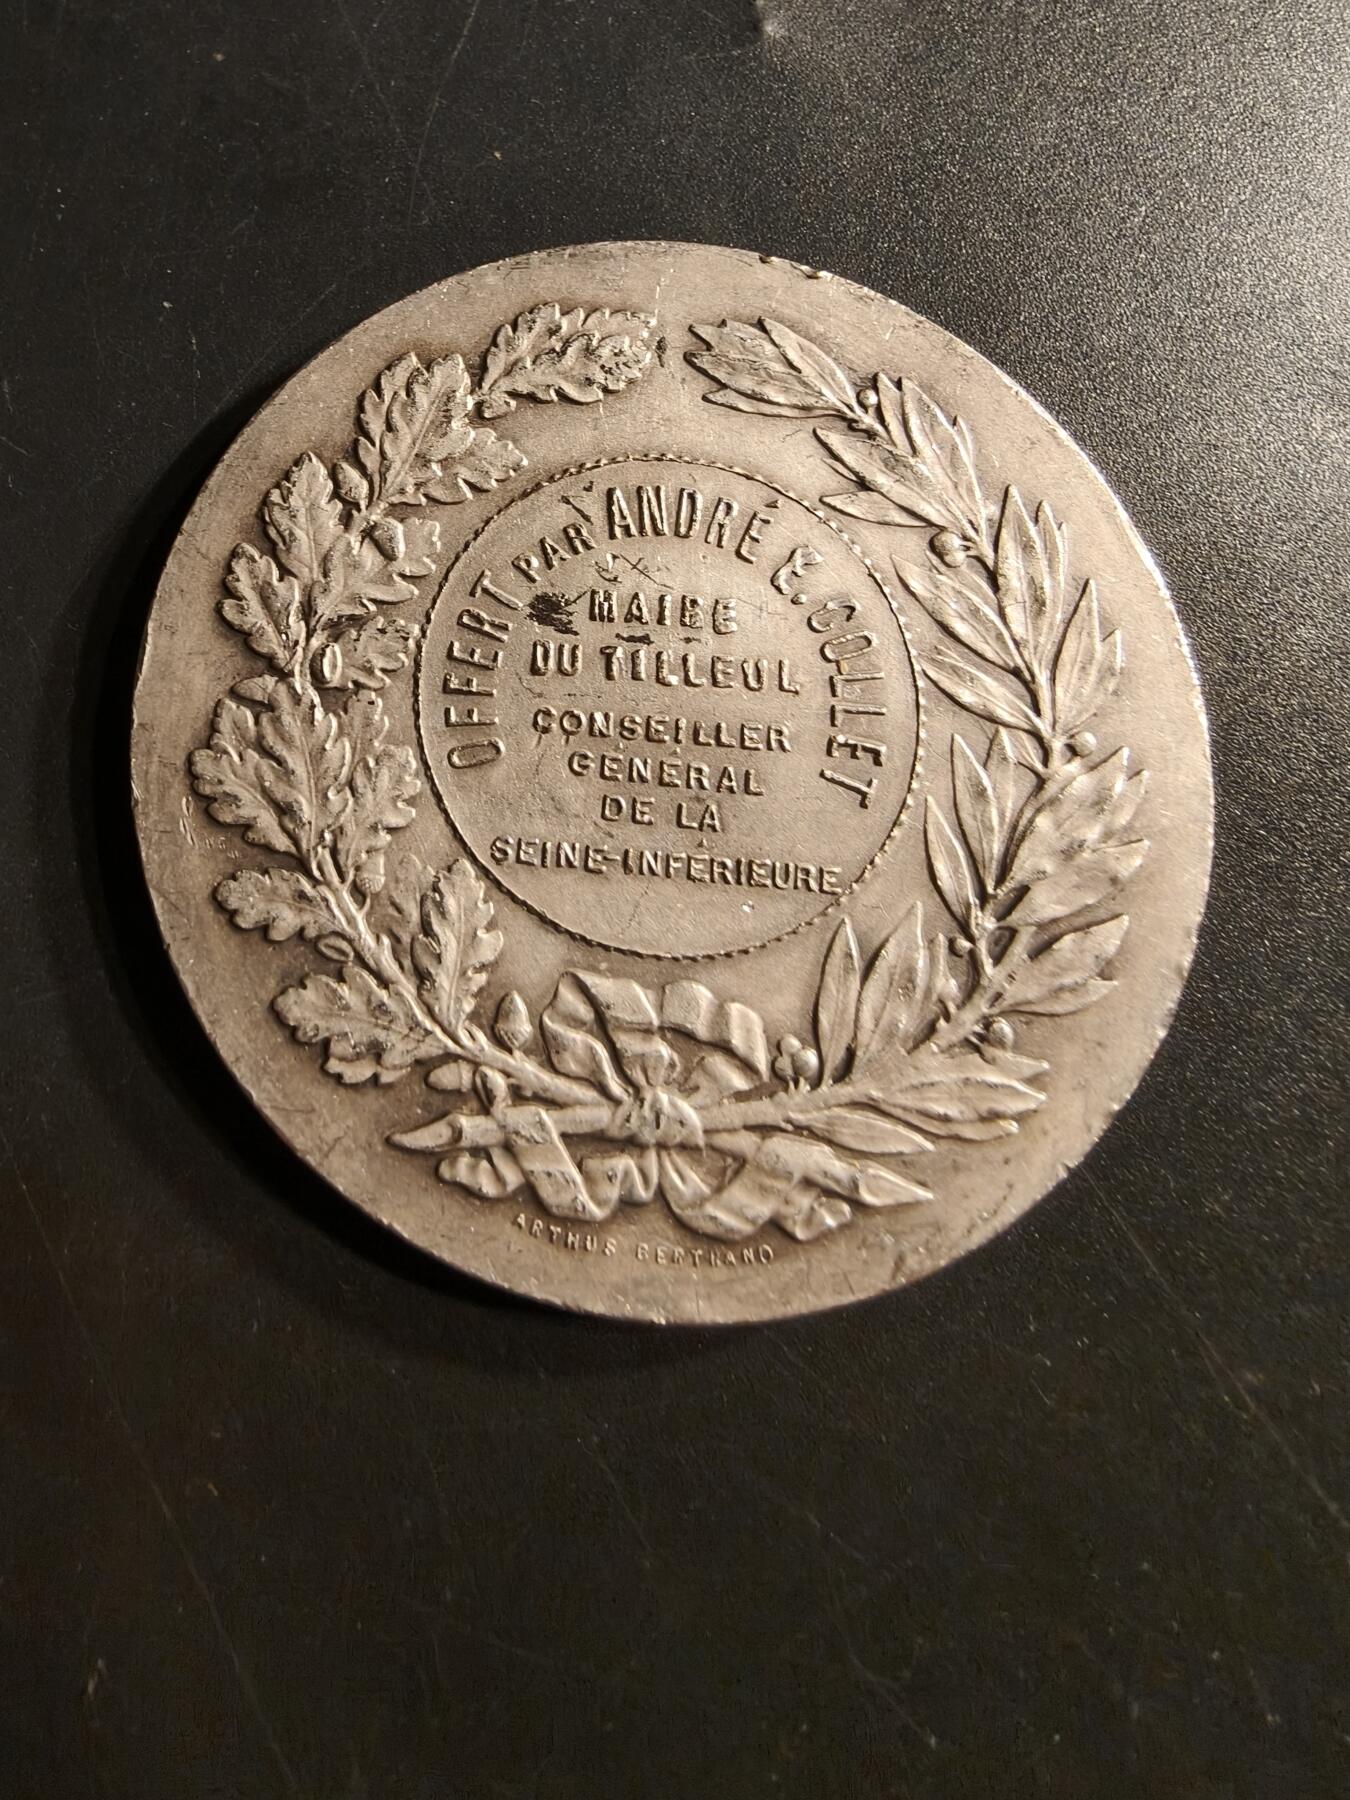 OFFERT PAR ANDRÉ E. COLLET
MAIRE
DU TILLEUL
CONSEILLER
GÉNÉRAL
DE LA
SEINE-INFÉRIEURE
ARTHUS BERTRAND